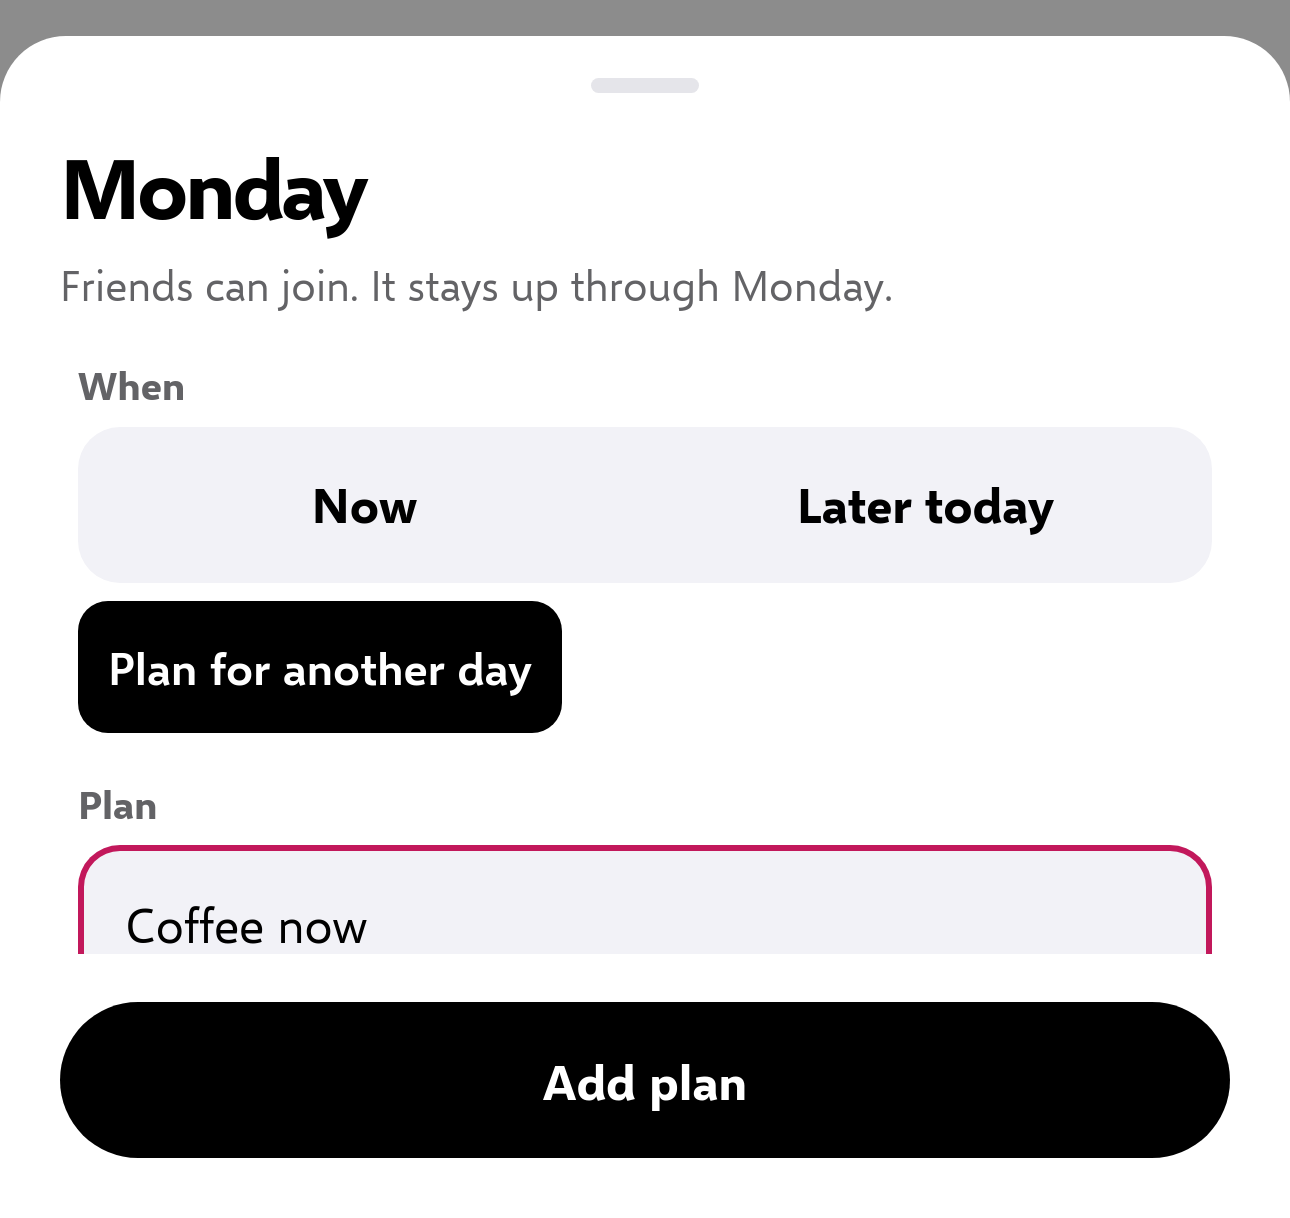 Monday
Friends can join. It stays up through Monday.
When
Now
Later today
Plan for another day
Plan
Coffee now
Add plan